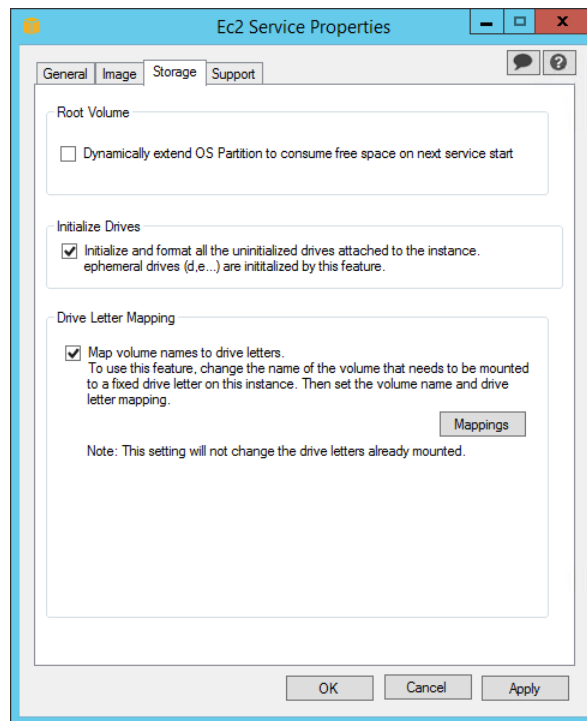 Ec2 Service Properties
General
Image
Storage
Support
Root Volume
Dynamically extend OS Partition to consume free space on next service start
Initialize Drives
Initialize and format all the uninitialized drives attached to the instance.
ephemeral drives (d,e...) are inititalized by this feature.
Drive Letter Mapping
Map volume names to drive letters.
To use this feature, change the name of the volume that needs to be mounted
to a fixed drive letter on this instance. Then set the volume name and drive
letter mapping.
Mappings
Note: This setting will not change the drive letters already mounted.
OK
Cancel
Apply